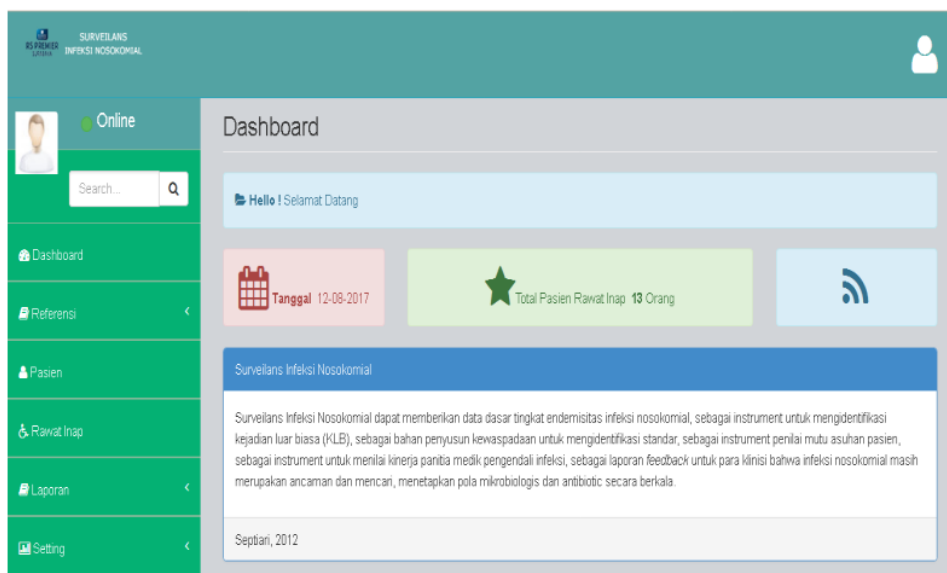 RS PREMIER
SURVEILANS
INFEKSI NOSOKOMIAL
Online
Search...
Dashboard
Referensi
Pasien
Rawat Inap
Laporan
Setting
Dashboard
Hello ! Selamat Datang
Tanggal 12-08-2017
Total Pasien Rawat Inap 13 Orang
Surveilans Infeksi Nosokomial
Surveilans Infeksi Nosokomial dapat memberikan data dasar tingkat endemisitas infeksi nosokomial, sebagai instrument untuk mengidentifikasi
kejadian luar biasa (KLB), sebagai bahan penyusun kewaspadaan untuk mengidentifikasi standar, sebagai instrument penilai mutu asuhan pasien,
sebagai instrument untuk menilai kinerja panitia medik pengendali infeksi, sebagai laporan feedback untuk para klinisi bahwa infeksi nosokomial masih
merupakan ancaman dan mencari, menetapkan pola mikrobiologis dan antibiotic secara berkala.
Septiari, 2012